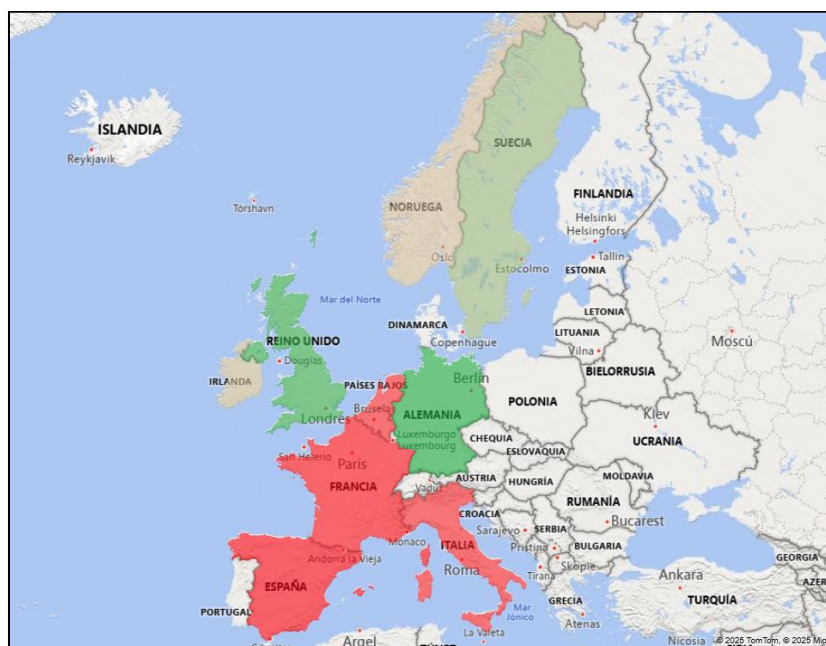 ISLANDIA
Reykjavik
SUECIA
NORUEGA
FINLANDIA
Helsinki
Helsingfors
Tórshavn
Oslo
Estocolmo
Tallin
ESTONIA
Mar del Norte
LETONIA
DINAMARCA
LITUANIA
Copenhague
Vilna
Moscú
REINO UNIDO
Douglas
BIELORRUSIA
IRLANDA
PAÍSES BAJOS
Berlín
POLONIA
Londres
Bruselas
ALEMANIA
Kiev
UCRANIA
Luxemburgo
Luxembourg
CHEQUIA
ESLOVAQUIA
San Helerio
París
MOLDAVIA
FRANCIA
Vaduz
AUSTRIA
HUNGRÍA
RUMANÍA
CROACIA
Bucarest
Sarajevo
SERBIA
Monaco
ITALIA
Pristina
BULGARIA
Andorra la Vieja
GEORGIA
Skopie
Roma
Tirana
Ankara
AZER
ESPAÑA
TURQUÍA
GRECIA
PORTUGAL
Mar
Jónico
Atenas
La Valeta
Argel
Nicosia
© 2025 TomTom, © 2025 Mic